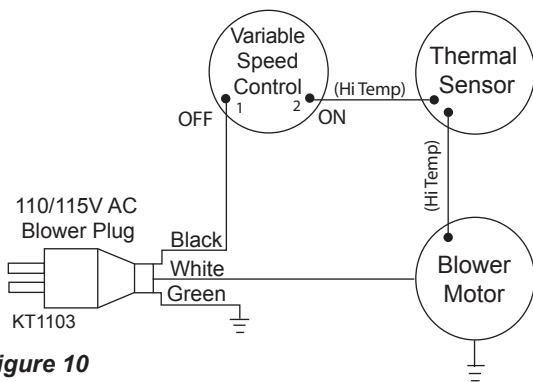 Variable
Speed
Control
1
2
OFF
ON
(Hi Temp)
Thermal
Sensor
(Hi Temp)
110/115V AC
Blower Plug
Black
White
Green
KT1103
Blower
Motor
igure 10